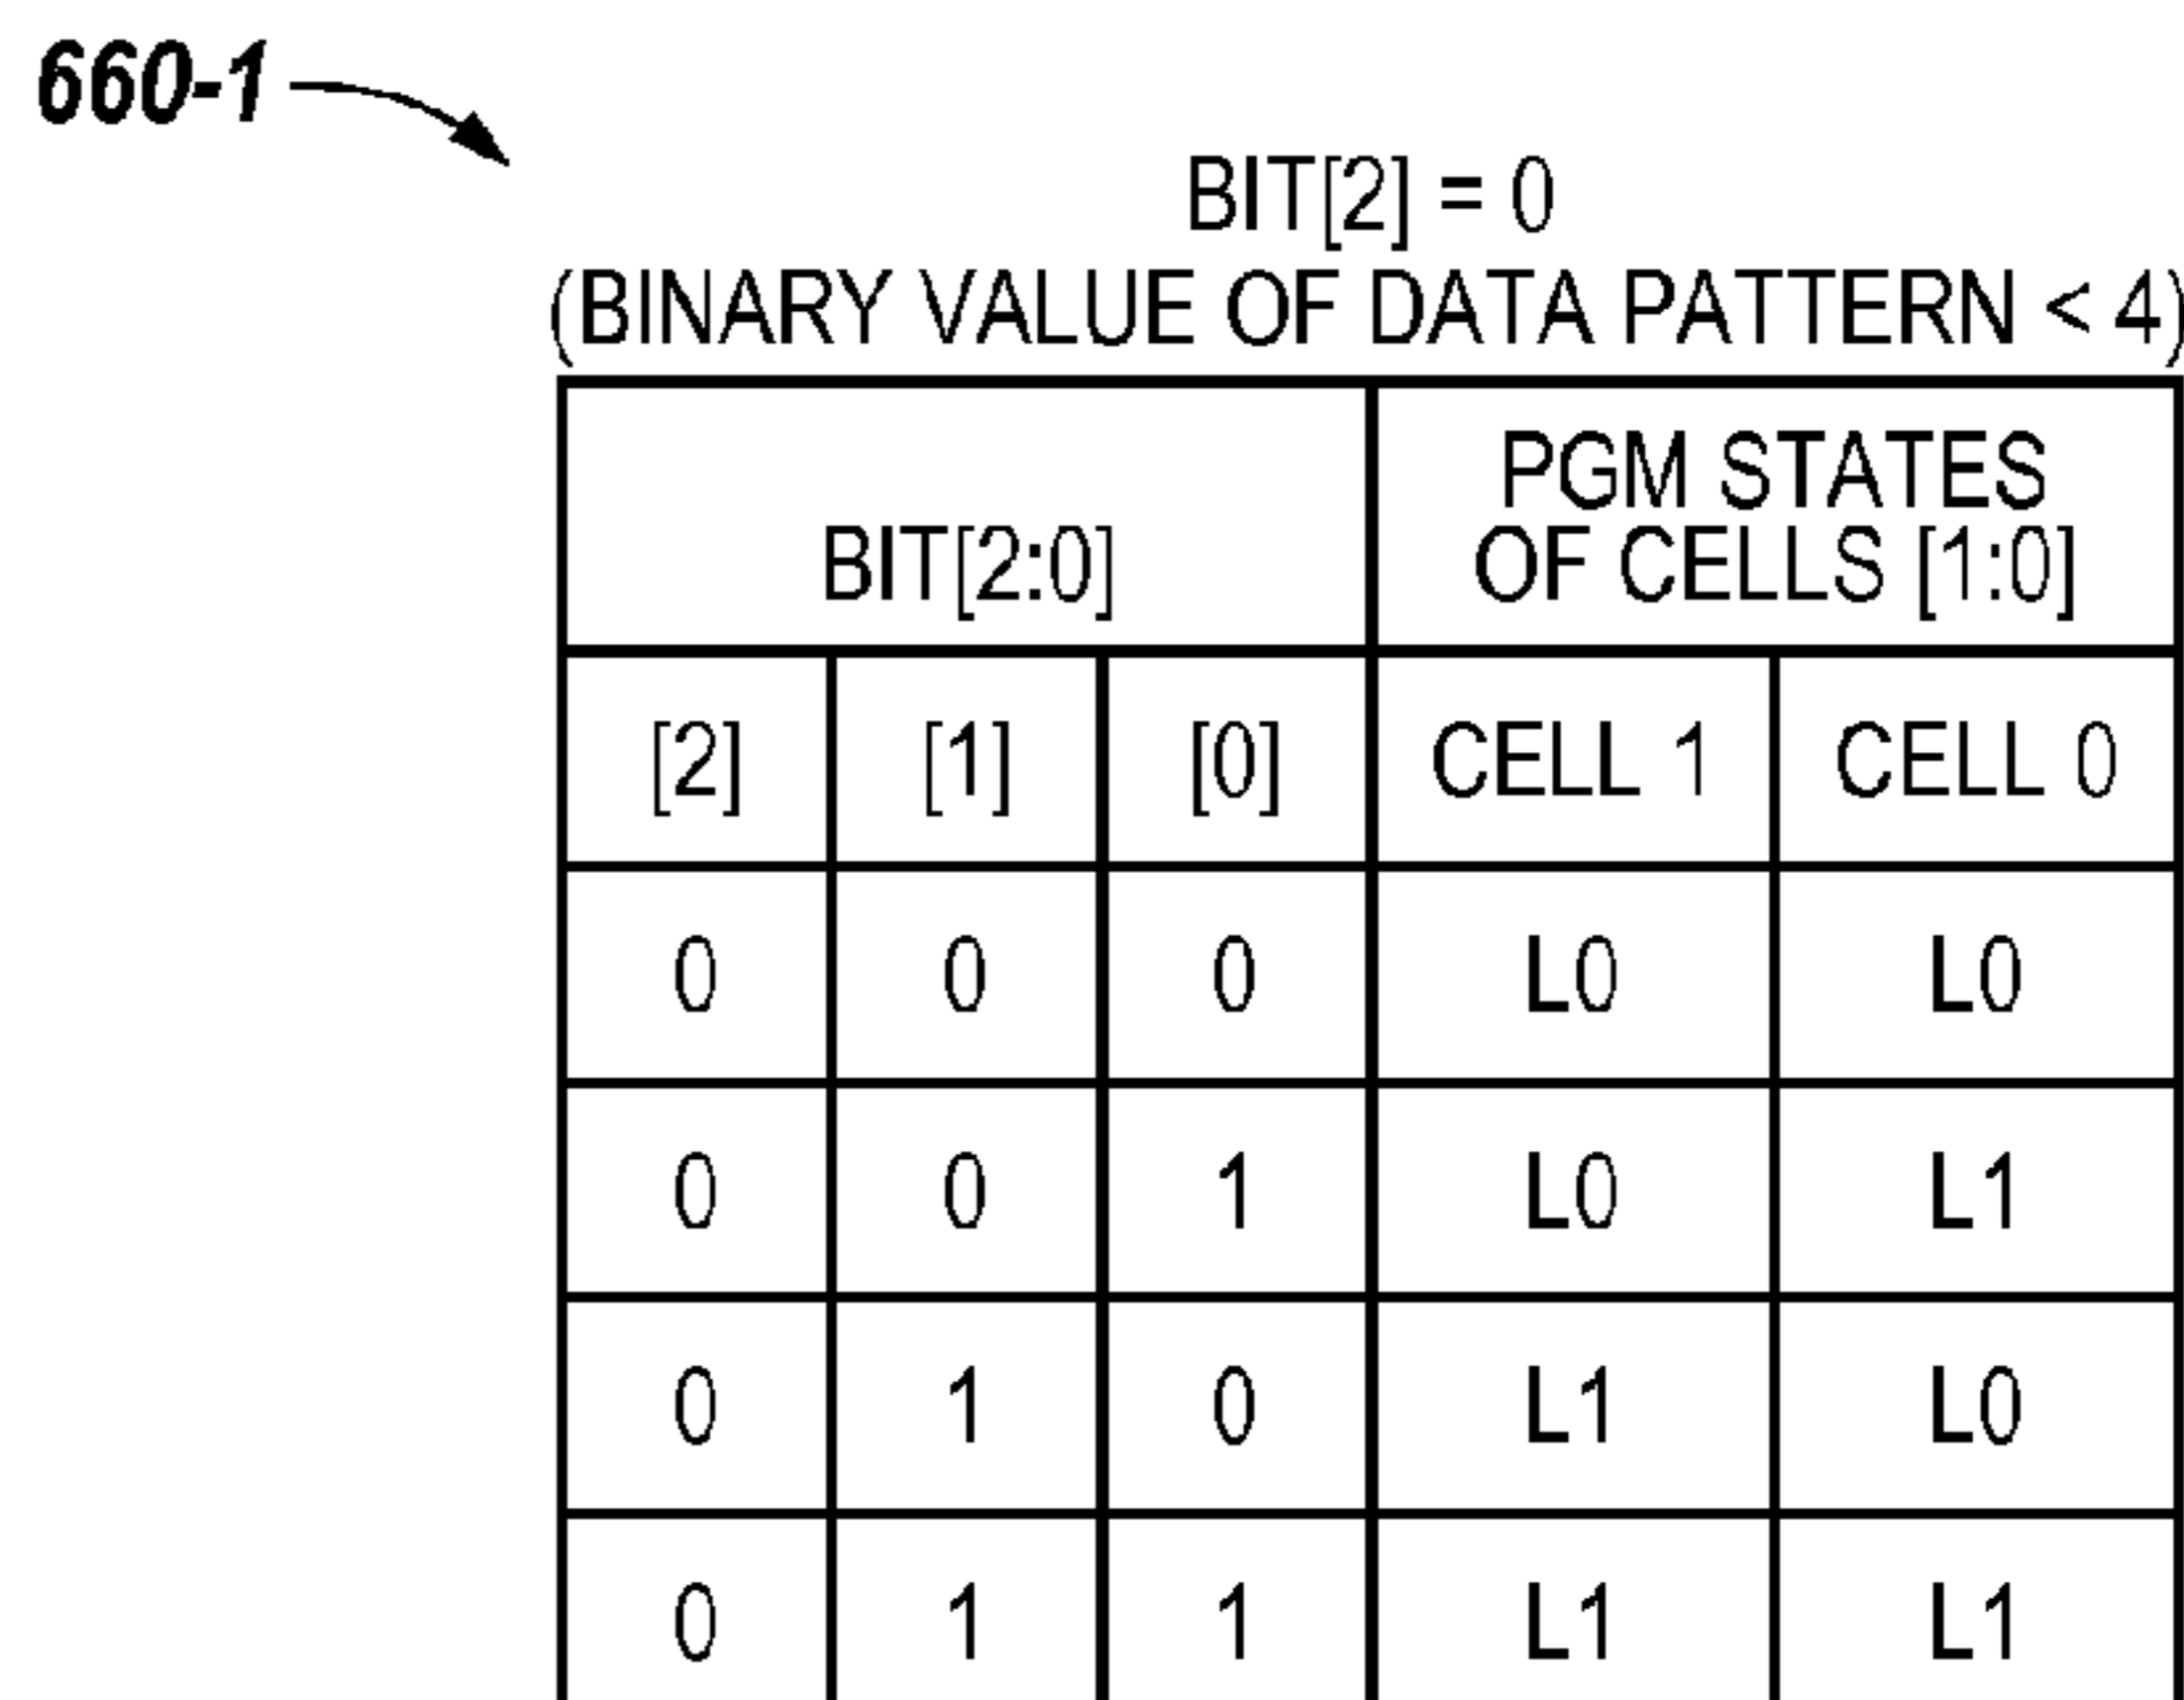 660-1
BIT[2] = 0
(BINARY VALUE OF DATA PATTERN < 4)
BIT[2:0]
PGM STATES
OF CELLS [1:0]
[2] [1] [0] CELL 1 CELL 0
0 0 0 L0 L0
0 0 1 L0 L1
0 1 0 L1 L0
0 1 1 L1 L1